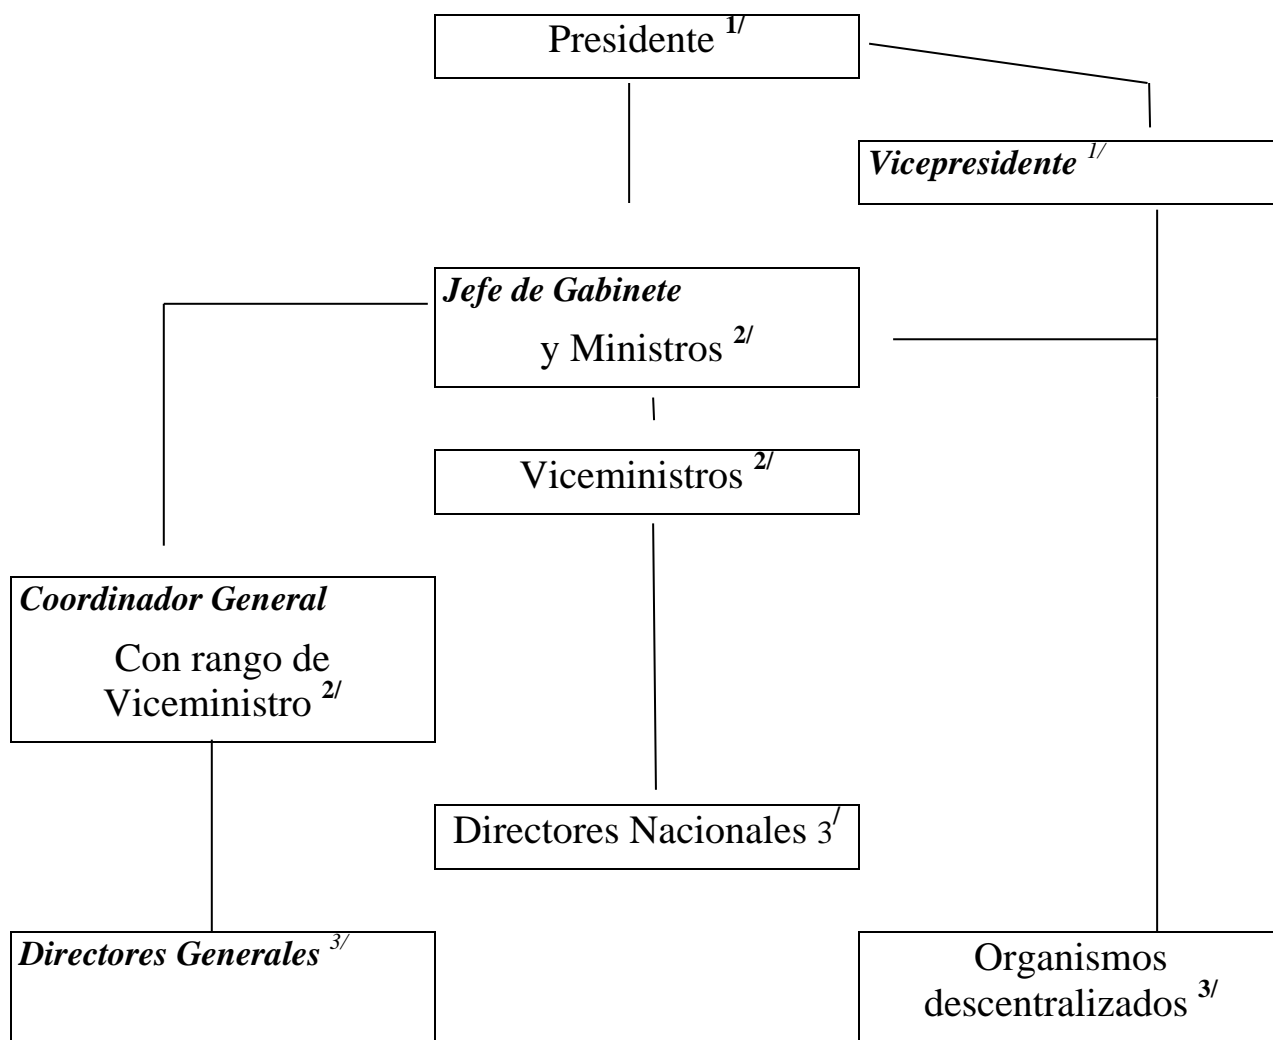 Presidente 1/
Vicepresidente 1/
Jefe de Gabinete
y Ministros 2/
Viceministros 2/
Coordinador General
Con rango de
Viceministro 2/
Directores Nacionales 3/
Directores Generales 3/
Organismos
descentralizados 3/